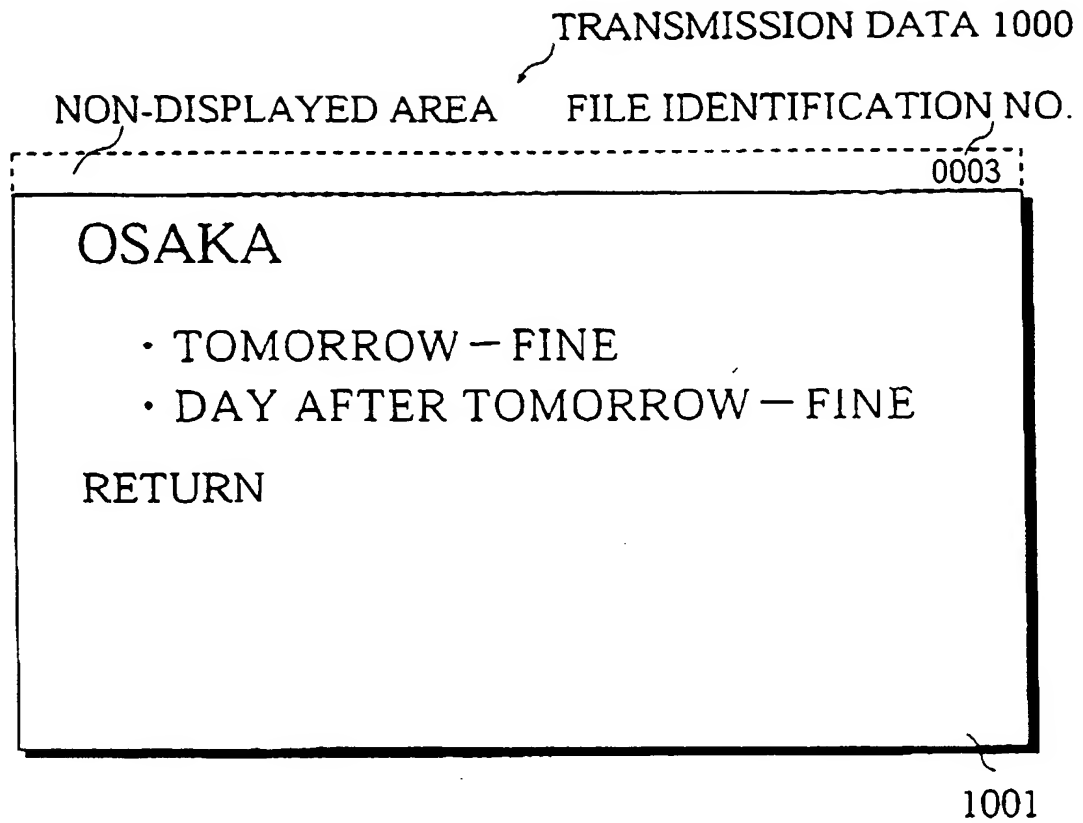 TRANSMISSION DATA 1000
NON-DISPLAYED AREA FILE IDENTIFICATION NO.
0003
OSAKA
· TOMORROW — FINE
· DAY AFTER TOMORROW — FINE
RETURN
1001